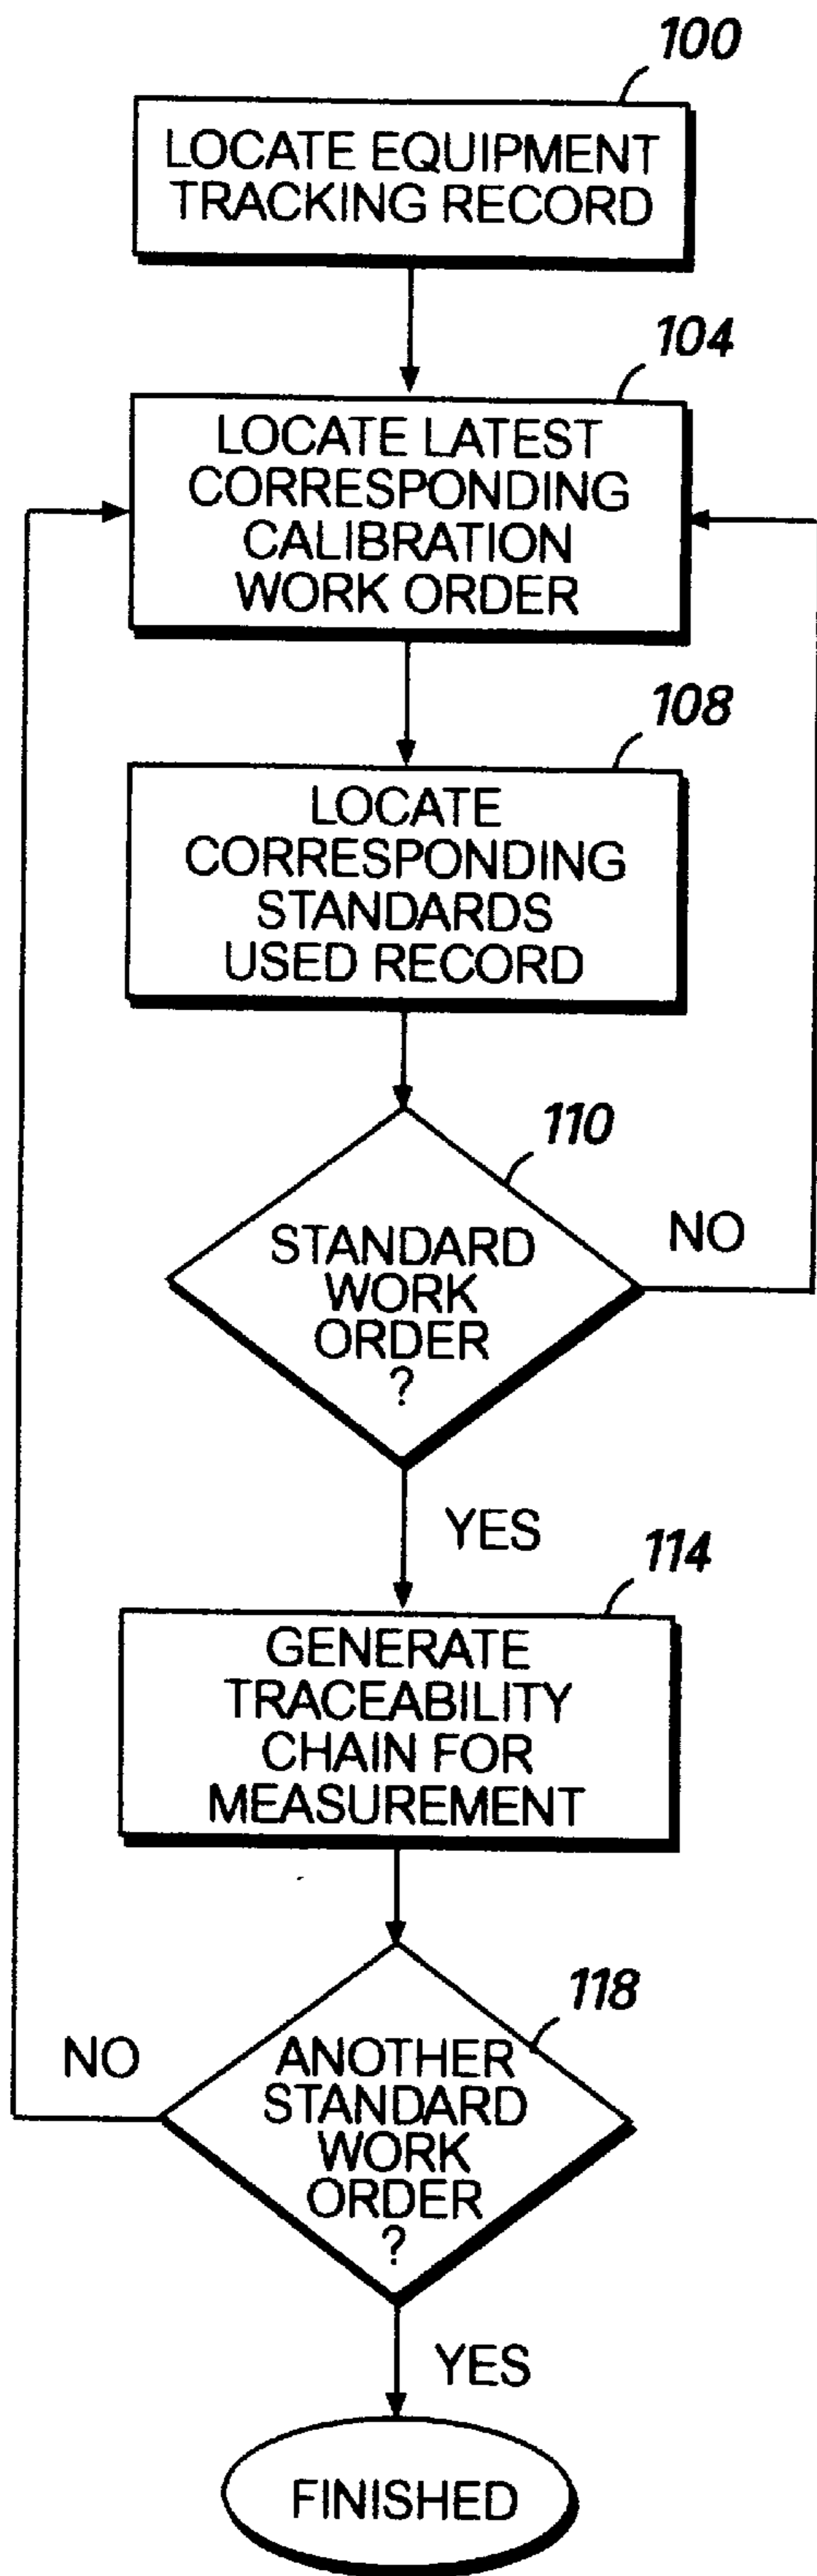 100
LOCATE EQUIPMENT
TRACKING RECORD
104
LOCATE LATEST
CORRESPONDING
CALIBRATION
WORK ORDER
108
LOCATE
CORRESPONDING
STANDARDS
USED RECORD
110
STANDARD
WORK
ORDER
?
NO
YES
114
GENERATE
TRACEABILITY
CHAIN FOR
MEASUREMENT
118
NO
ANOTHER
STANDARD
WORK
ORDER
?
YES
FINISHED